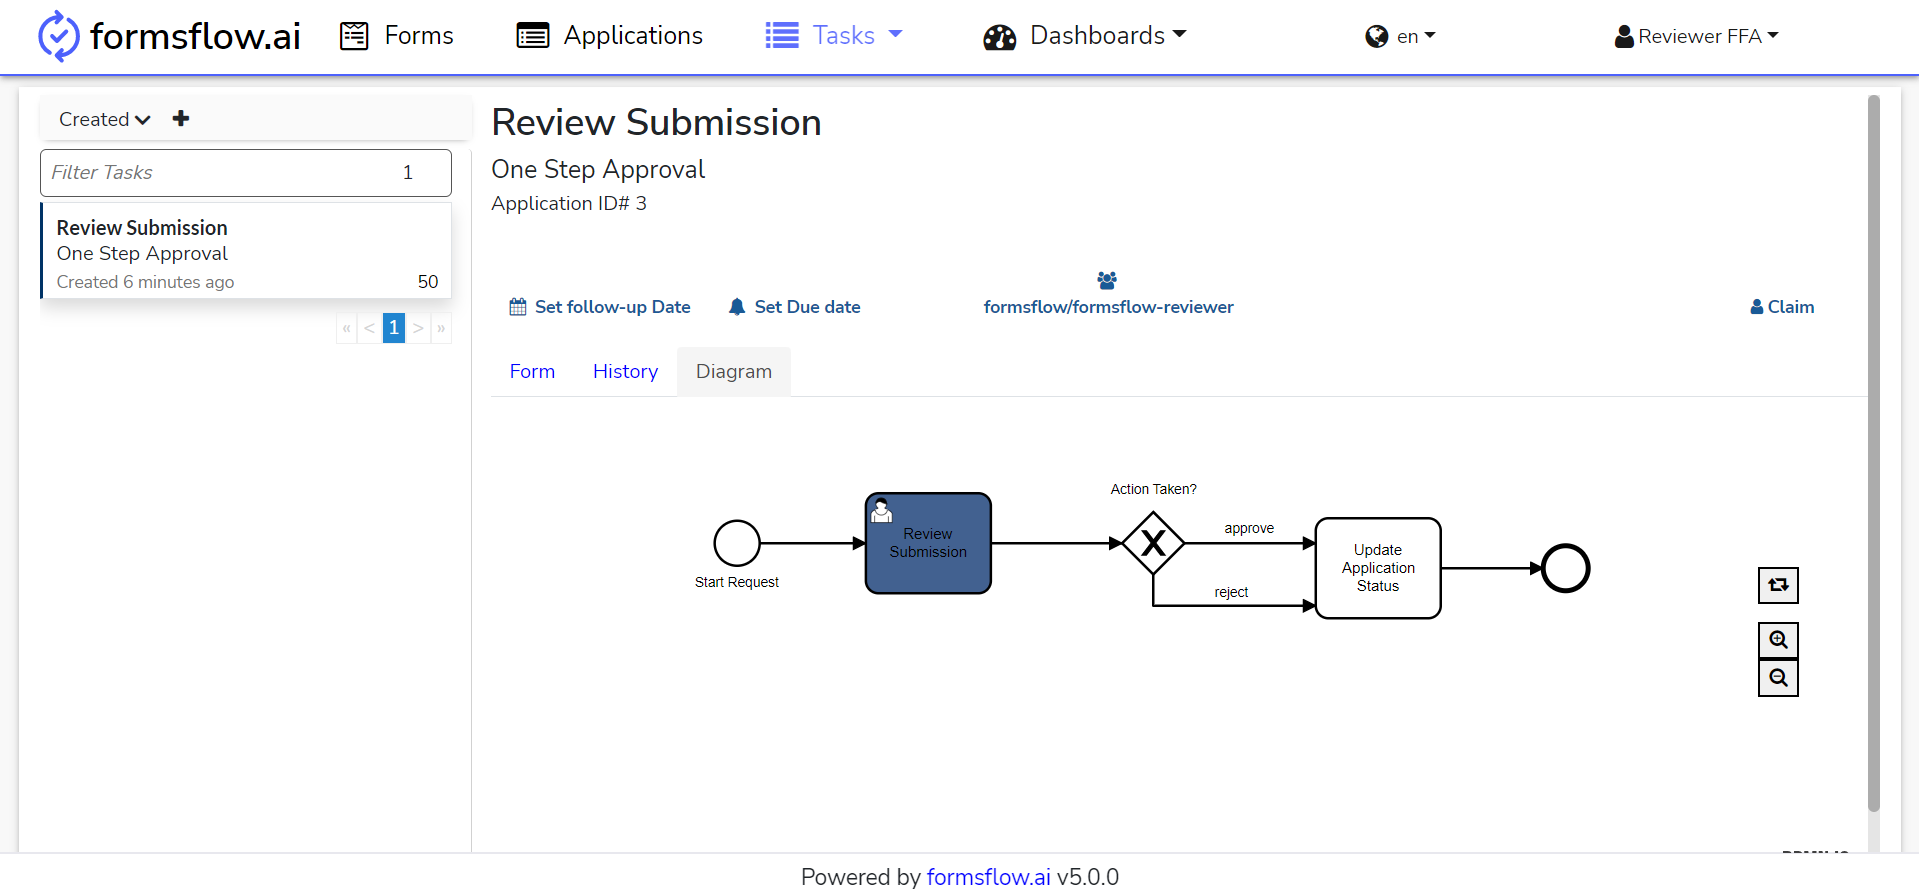 formsflow.ai Forms Applications Tasks Dashboards en Reviewer FFA
Created
Filter Tasks 1
Review Submission
One Step Approval
Created 6 minutes ago 50
« < 1 > »
Review Submission
One Step Approval
Application ID# 3
Set follow-up Date Set Due date formsflow/formsflow-reviewer Claim
Form History Diagram
Action Taken?
Start Request
Review
Submission
X
approve
reject
Update
Application
Status
Powered by formsflow.ai v5.0.0